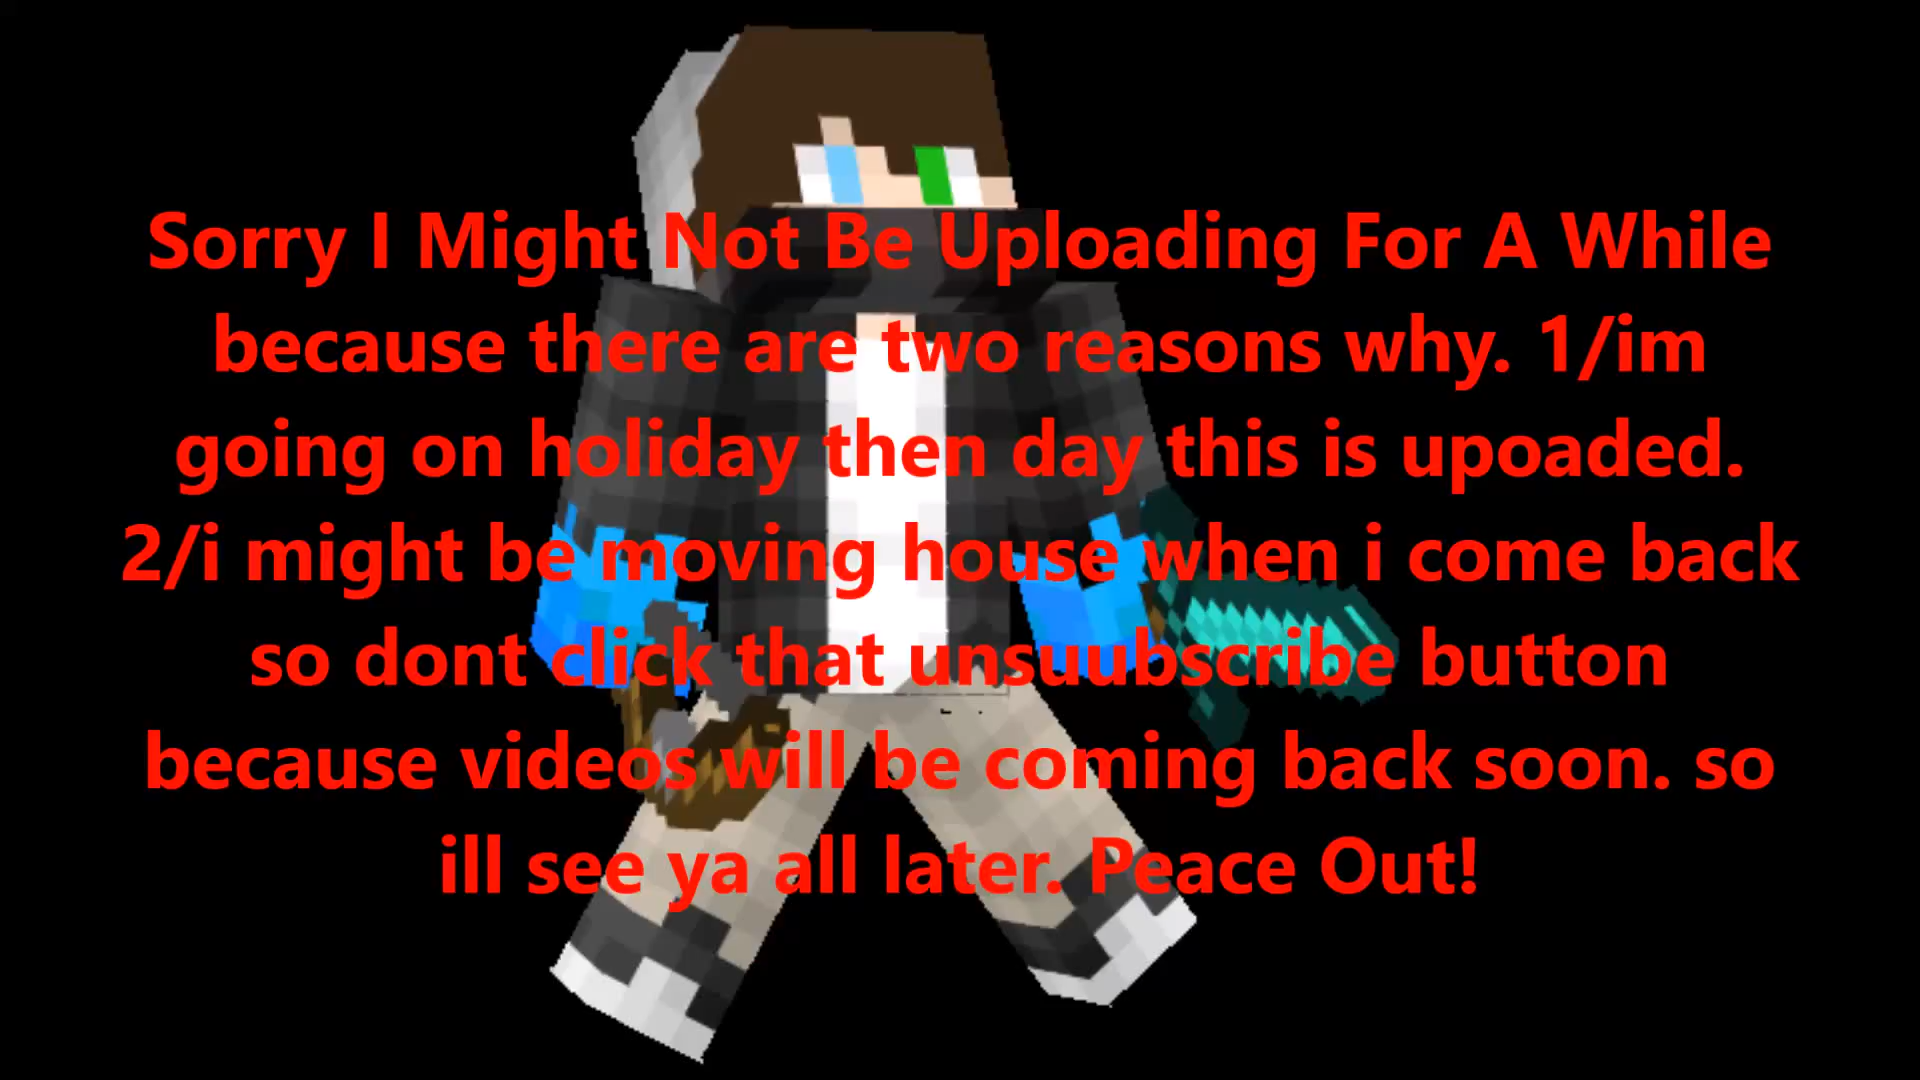 Sorry I Might Not Be Uploading For A While
because there are two reasons why. 1/im
going on holiday then day this is upoaded.
2/i might be moving house when i come back
so dont click that unsuubscribe button
because videos will be coming back soon. so
ill see ya all later. Peace Out!